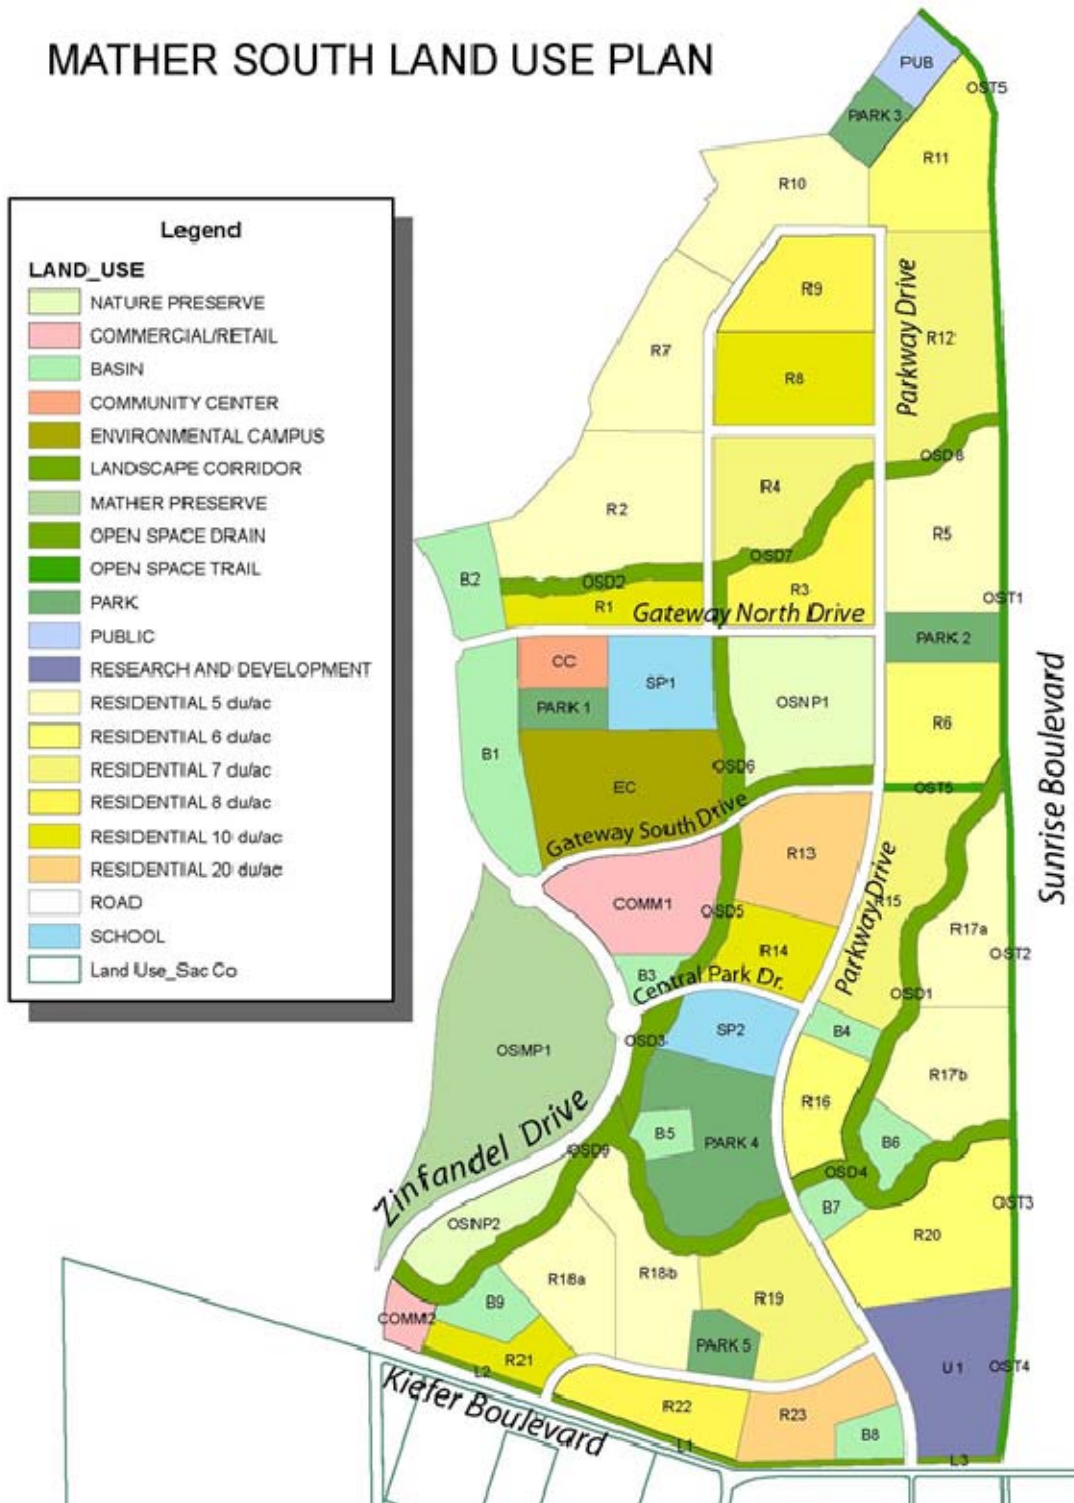 MATHER SOUTH LAND USE PLAN
Legend
LAND_USE
NATURE PRESERVE
COMMERCIAL/RETAIL
BASIN
COMMUNITY CENTER
ENVIRONMENTAL CAMPUS
LANDSCAPE CORRIDOR
MATHER PRESERVE
OPEN SPACE DRAIN
OPEN SPACE TRAIL
PARK
PUBLIC
RESEARCH AND DEVELOPMENT
RESIDENTIAL 5 du/ac
RESIDENTIAL 6 du/ac
RESIDENTIAL 7 du/ac
RESIDENTIAL 8 du/ac
RESIDENTIAL 10 du/ac
RESIDENTIAL 20 du/ac
ROAD
SCHOOL
Land Use_Sac Co
PUB
OST5
PARK 3
R11
R10
R9
Parkway Drive
R12
R7
R8
OSD8
R4
R2
R5
OSD7
B2
OSD2
R3
R1
OST1
Gateway North Drive
PARK 2
CC
SP1
OSNP1
PARK 1
R6
B1
OSD6
EC
OST5
Sunrise Boulevard
Gateway South Drive
R13
COMM1
OSD5
R15
Parkway Drive
R17a
R14
OST2
B3
Central Park Dr.
OSD1
SP2
B4
OSD3
OSMP1
R17b
R16
B5
PARK 4
B6
OSD9
OSD4
Zinfandel Drive
B7
OST3
OSNP2
R20
R18a
R18b
B9
R19
COMM2
PARK 5
R21
U1
OST4
L2
Kiefer Boulevard
R22
R23
B8
L1
L3